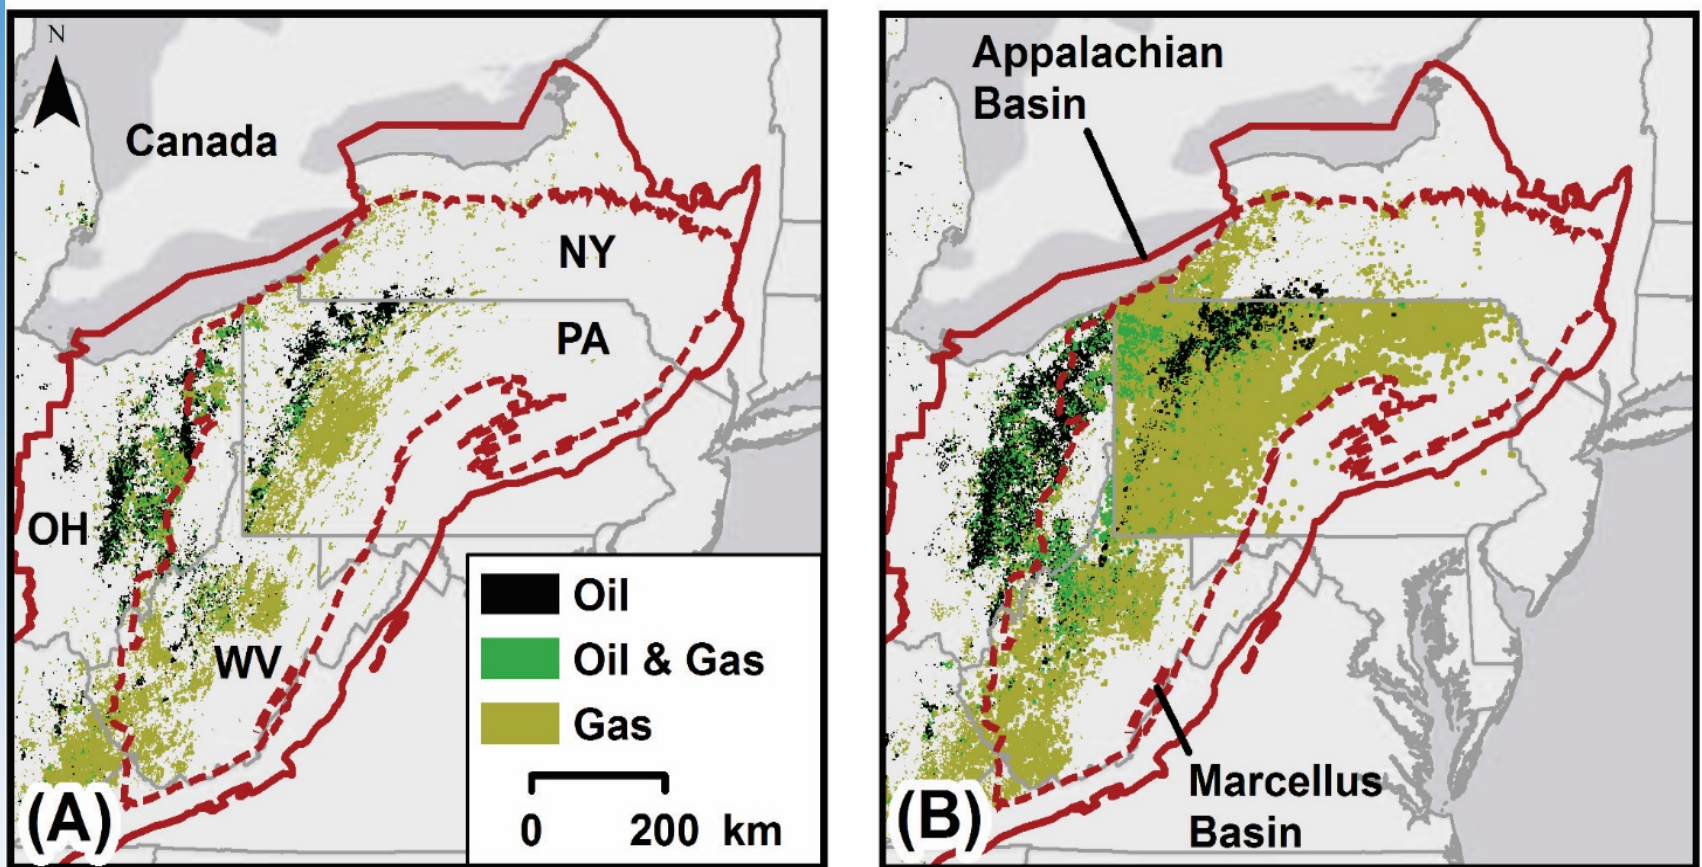 N
Canada
NY
PA
OH
WV
Oil
Oil & Gas
Gas
0 200 km
(A)
Appalachian
Basin
Marcellus
Basin
(B)